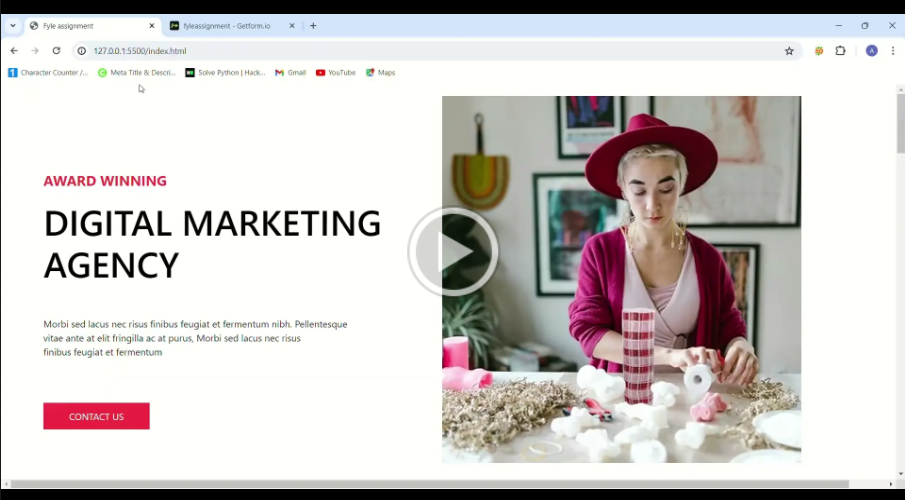 Fyle assignment
fyleassignment - Getform.io
127.0.0.1:5500/index.html
A
Character Counter /...
Meta Title & Descri...
Solve Python | Hack...
Gmail
YouTube
Maps
AWARD WINNING
DIGITAL MARKETING
AGENCY
Morbi sed lacus nec risus finibus feugiat et fermentum nibh. Pellentesque
vitae ante at elit fringilla ac at purus, Morbi sed lacus nec risus
finibus feugiat et fermentum
CONTACT US